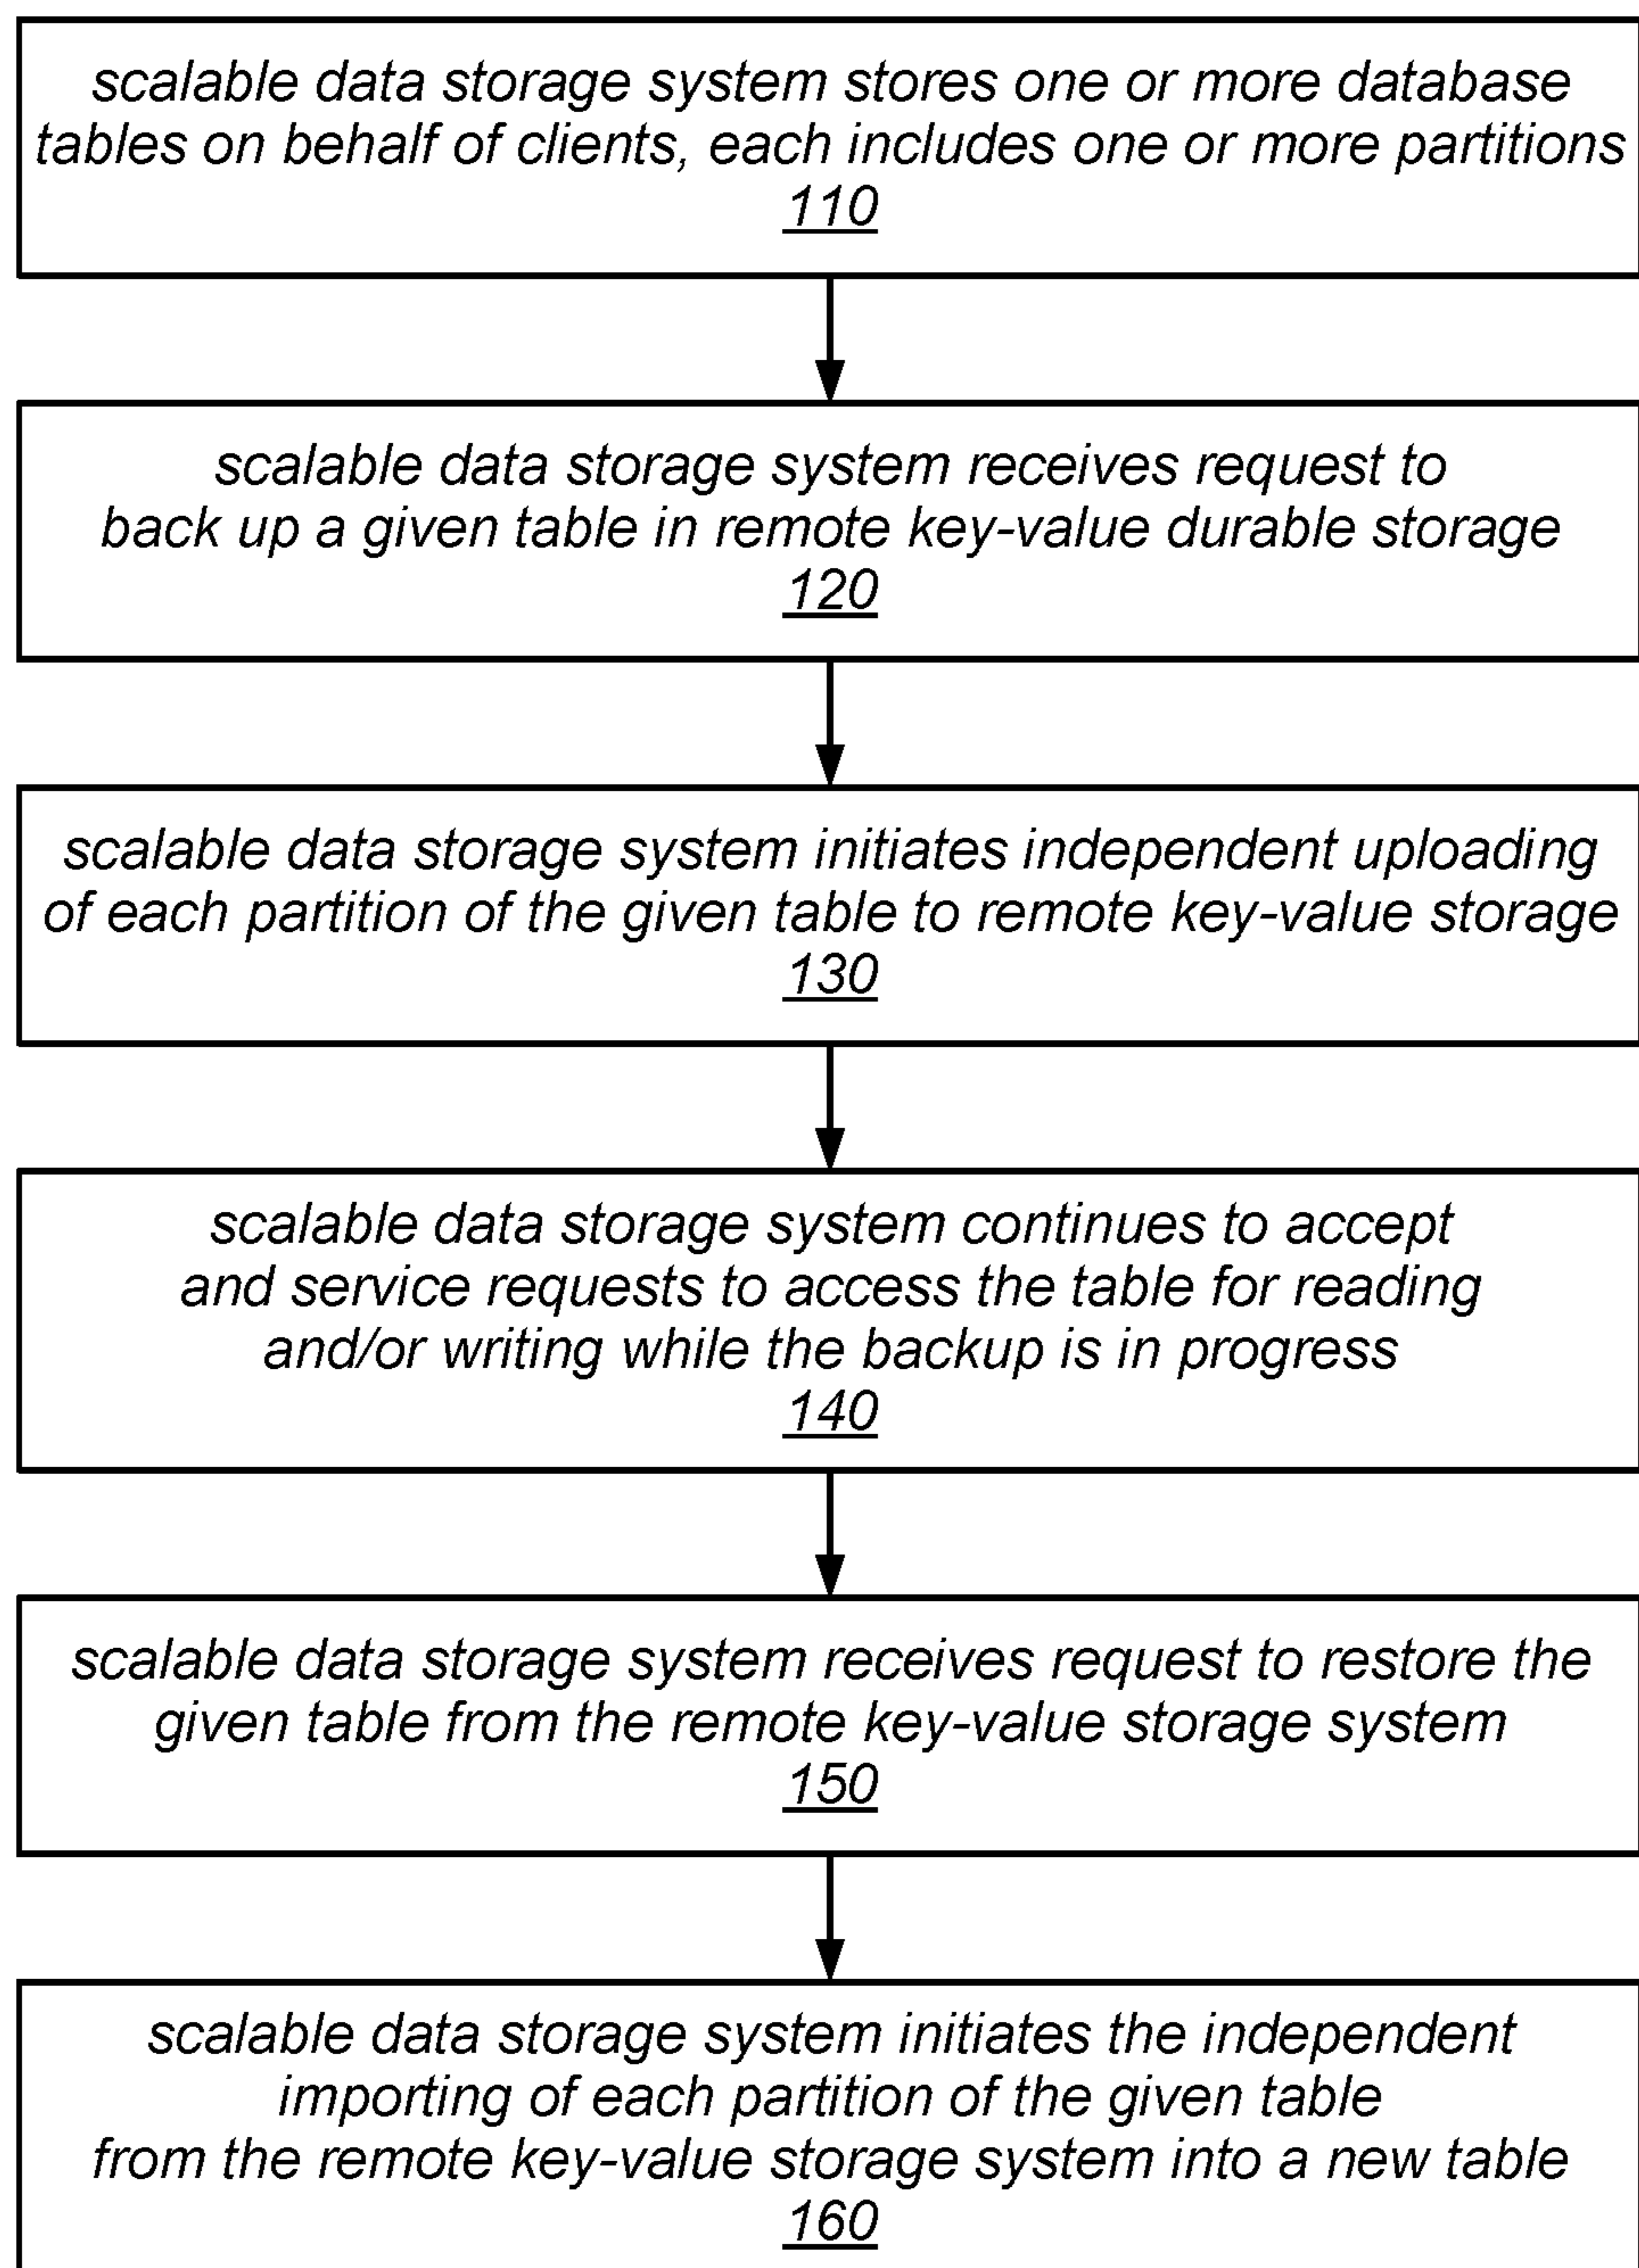 scalable data storage system stores one or more database
tables on behalf of clients, each includes one or more partitions
110
scalable data storage system receives request to
back up a given table in remote key-value durable storage
120
scalable data storage system initiates independent uploading
of each partition of the given table to remote key-value storage
130
scalable data storage system continues to accept
and service requests to access the table for reading
and/or writing while the backup is in progress
140
scalable data storage system receives request to restore the
given table from the remote key-value storage system
150
scalable data storage system initiates the independent
importing of each partition of the given table
from the remote key-value storage system into a new table
160